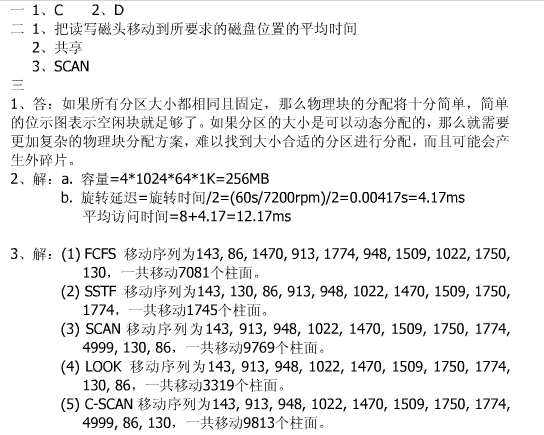 一 1、C 2、D
二 1、把读写磁头移动到所要求的磁盘位置的平均时间
2、共享
3、SCAN
三
1、答：如果所有分区大小都相同且固定，那么物理块的分配将十分简单，简单
的位示图表示空闲块就足够了。如果分区的大小是可以动态分配的，那么就需要
更加复杂的物理块分配方案，难以找到大小合适的分区进行分配，而且可能会产
生外碎片。
2、解：a. 容量=4*1024*64*1K=256MB
b. 旋转延迟=旋转时间/2=(60s/7200rpm)/2=0.00417s=4.17ms
平均访问时间=8+4.17=12.17ms
3、解：(1) FCFS 移动序列为143, 86, 1470, 913, 1774, 948, 1509, 1022, 1750,
130，一共移动7081个柱面。
(2) SSTF 移动序列为143, 130, 86, 913, 948, 1022, 1470, 1509, 1750,
1774，一共移动1745个柱面。
(3) SCAN 移动序列为143, 913, 948, 1022, 1470, 1509, 1750, 1774,
4999, 130, 86，一共移动9769个柱面。
(4) LOOK 移动序列为143, 913, 948, 1022, 1470, 1509, 1750, 1774,
130, 86，一共移动3319个柱面。
(5) C-SCAN 移动序列为143, 913, 948, 1022, 1470, 1509, 1750, 1774,
4999, 86, 130，一共移动9813个柱面。